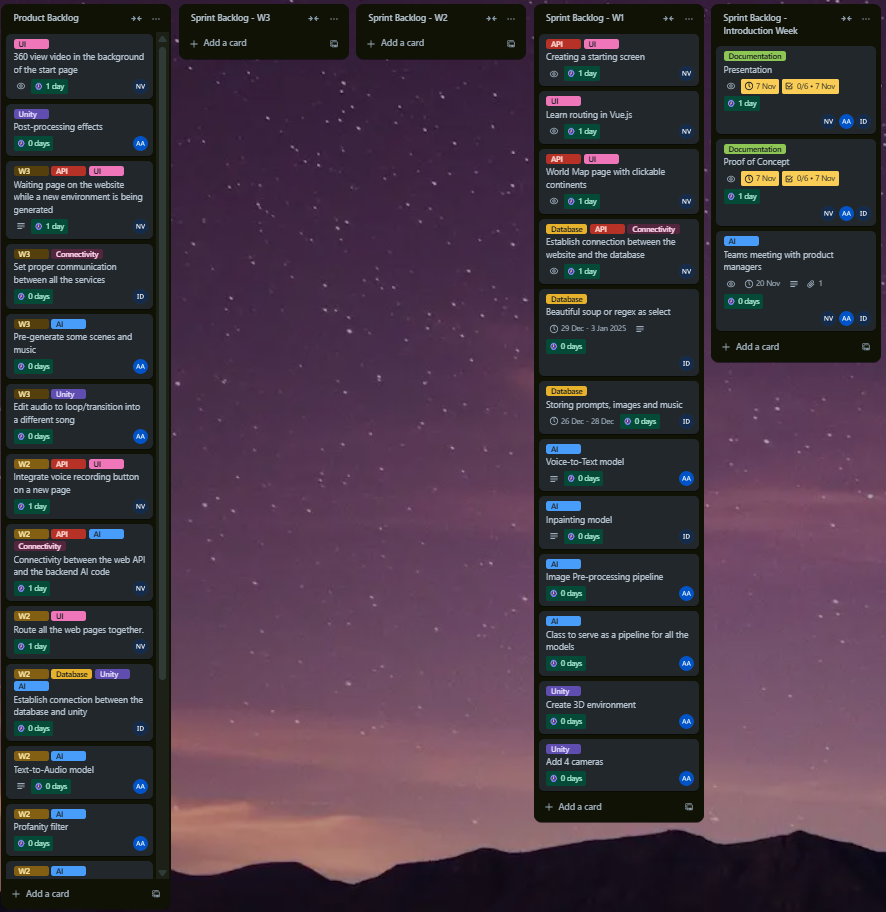 Product Backlog
UI
360 view video in the background
of the start page
1 day
NV
Unity
Post-processing effects
0 days
AA
W3 API UI
Waiting page on the website
while a new environment is being
generated
1 day
NV
W3 Connectivity
Set proper communication
between all the services
0 days
ID
W3 AI
Pre-generate some scenes and
music
0 days
AA
W3 Unity
Edit audio to loop/transition into
a different song
0 days
AA
W2 API UI
Integrate voice recording button
on a new page
1 day
NV
W2 API AI
Connectivity
Connectivity between the web API
and the backend AI code
1 day
NV
W2 UI
Route all the web pages together.
1 day
NV
W2 Database Unity
AI
Establish connection between the
database and unity
0 days
ID
W2 AI
Text-to-Audio model
0 days
AA
W2 AI
Profanity filter
0 days
AA
W2 AI
+ Add a card
Sprint Backlog - W3
+ Add a card
Sprint Backlog - W2
+ Add a card
Sprint Backlog - W1
API UI
Creating a starting screen
1 day
NV
UI
Learn routing in Vue.js
1 day
NV
API UI
World Map page with clickable
continents
1 day
NV
Database API Connectivity
Establish connection between the
website and the database
1 day
NV
Database
Beautiful soup or regex as select
29 Dec - 3 Jan 2025
0 days
ID
Database
Storing prompts, images and music
26 Dec - 28 Dec 0 days
ID
AI
Voice-to-Text model
0 days
AA
AI
Inpainting model
0 days
ID
AI
Image Pre-processing pipeline
0 days
AA
AI
Class to serve as a pipeline for all the
models
0 days
AA
Unity
Create 3D environment
0 days
AA
Unity
Add 4 cameras
0 days
AA
+ Add a card
Sprint Backlog -
Introduction Week
Documentation
Presentation
7 Nov 0/6 • 7 Nov
1 day
NV AA ID
Documentation
Proof of Concept
7 Nov 0/6 • 7 Nov
1 day
NV AA ID
AI
Teams meeting with product
managers
20 Nov 1
0 days
NV AA ID
+ Add a card